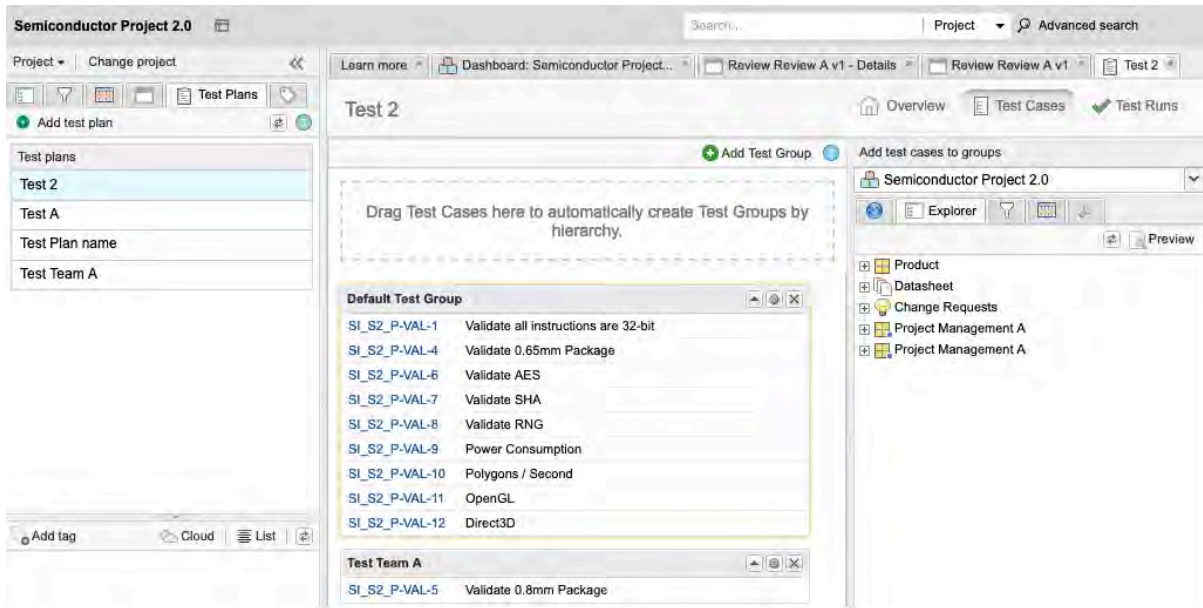 Semiconductor Project 2.0
Search...
Project
Advanced search
Project
Change project
Test Plans
Add test plan
Test plans
Test 2
Test A
Test Plan name
Test Team A
Add tag
Cloud
List
Learn more
Dashboard: Semiconductor Project...
Review Review A v1 - Details
Review Review A v1
Test 2
Test 2
Overview
Test Cases
Test Runs
Add Test Group
Drag Test Cases here to automatically create Test Groups by
hierarchy.
Default Test Group
SI_S2_P-VAL-1 Validate all instructions are 32-bit
SI_S2_P-VAL-4 Validate 0.65mm Package
SI_S2_P-VAL-6 Validate AES
SI_S2_P-VAL-7 Validate SHA
SI_S2_P-VAL-8 Validate RNG
SI_S2_P-VAL-9 Power Consumption
SI_S2_P-VAL-10 Polygons / Second
SI_S2_P-VAL-11 OpenGL
SI_S2_P-VAL-12 Direct3D
Test Team A
SI_S2_P-VAL-5 Validate 0.8mm Package
Add test cases to groups
Semiconductor Project 2.0
Explorer
Preview
Product
Datasheet
Change Requests
Project Management A
Project Management A